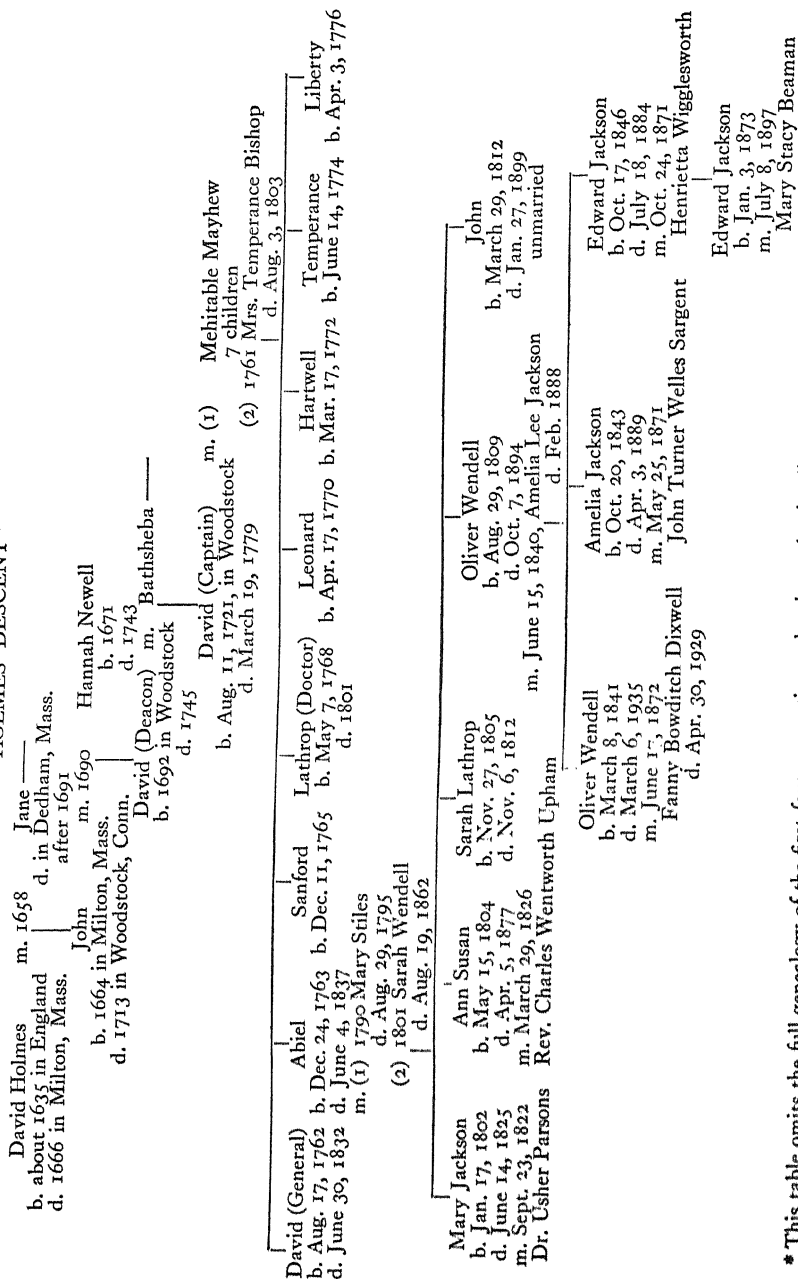 HOLMES DESCENT
David Holmes m. 1658 Jane ——
b. about 1635 in England d. in Dedham, Mass.
d. 1666 in Milton, Mass. after 1691
John m. 1690 Hannah Newell
b. 1664 in Milton, Mass. b. 1671
d. 1713 in Woodstock, Conn. d. 1743
David (Deacon) m. Bathsheba ——
b. 1692 in Woodstock
d. 1745
David (Captain) m. (1) Mehitable Mayhew
b. Aug. 11, 1721, in Woodstock 7 children
d. March 19, 1779 (2) 1761 Mrs. Temperance Bishop
d. Aug. 3, 1803
David (General)
b. Aug. 17, 1762
d. June 30, 1832
Abiel
b. Dec. 24, 1763
d. June 4, 1837
m. (1) 1790 Mary Stiles
d. Aug. 29, 1795
(2) 1801 Sarah Wendell
d. Aug. 19, 1862
Sanford
b. Dec. 11, 1765
Lathrop (Doctor)
b. May 7, 1768
d. 1801
Leonard
b. Apr. 17, 1770
Hartwell
b. Mar. 17, 1772
Temperance
b. June 14, 1774
Liberty
b. Apr. 3, 1776
Mary Jackson
b. Jan. 17, 1802
d. June 14, 1825
m. Sept. 23, 1822
Dr. Usher Parsons
Ann Susan
b. May 15, 1804
d. Apr. 5, 1877
m. March 29, 1826
Rev. Charles Wentworth Upham
Sarah Lathrop
b. Nov. 27, 1805
d. Nov. 6, 1812
Oliver Wendell
b. Aug. 29, 1809
d. Oct. 7, 1894
m. June 15, 1840, Amelia Lee Jackson
d. Feb. 1888
John
b. March 29, 1812
d. Jan. 27, 1899
unmarried
Oliver Wendell
b. March 8, 1841
d. March 6, 1935
m. June 17, 1872
Fanny Bowditch Dixwell
d. Apr. 30, 1929
Amelia Jackson
b. Oct. 20, 1843
d. Apr. 3, 1889
m. May 25, 1871
John Turner Welles Sargent
Edward Jackson
b. Oct. 17, 1846
d. July 18, 1884
m. Oct. 24, 1871
Henrietta Wigglesworth
Edward Jackson
b. Jan. 3, 1873
m. July 8, 1897
Mary Stacy Beaman
* This table omits the full genealogy of the first